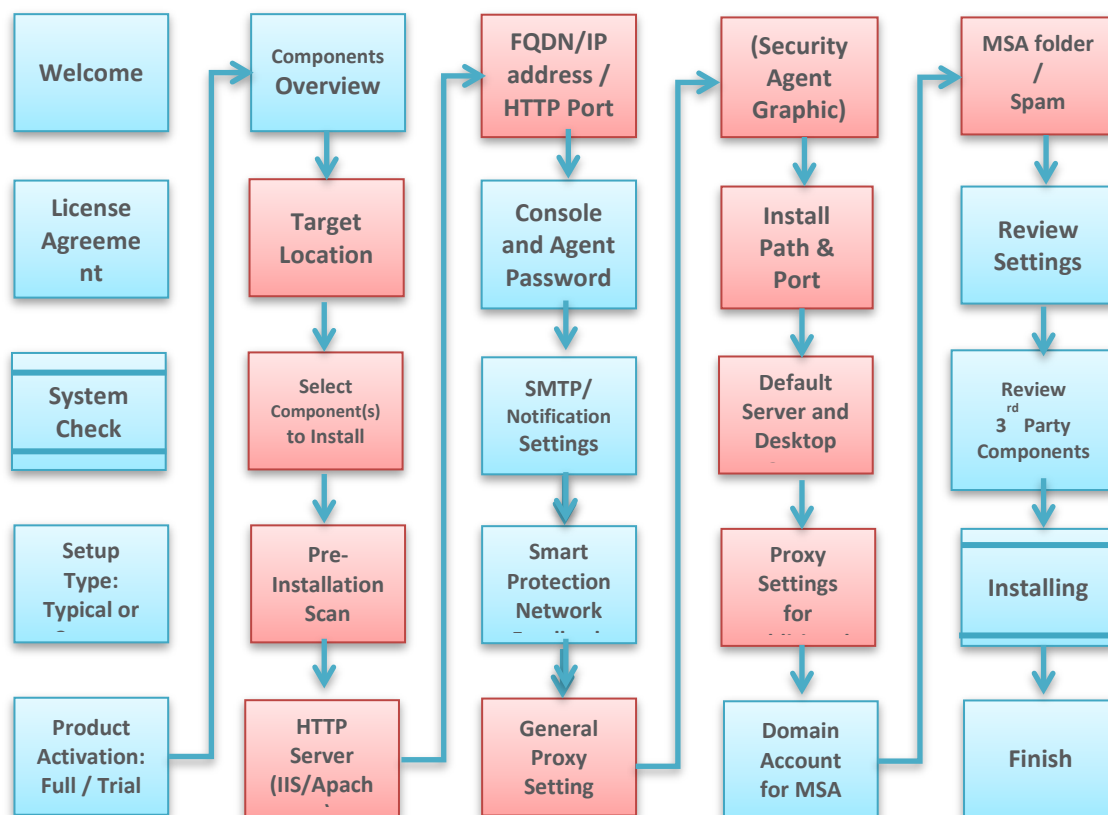 Welcome
License
Agreeme
nt
System
Check
Setup
Type:
Typical or
Product
Activation:
Full / Trial
Components
Overview
Target
Location
Select
Component(s)
to Install
Pre-
Installation
Scan
HTTP
Server
(IIS/Apach
FQDN/IP
address /
HTTP Port
Console
and Agent
Password
SMTP/
Notification
Settings
Smart
Protection
Network
General
Proxy
Setting
(Security
Agent
Graphic)
Install
Path &
Port
Default
Server and
Desktop
Proxy
Settings
for
Domain
Account
for MSA
MSA folder
/
Spam
Review
Settings
Review
3rd Party
Components
Installing
Finish